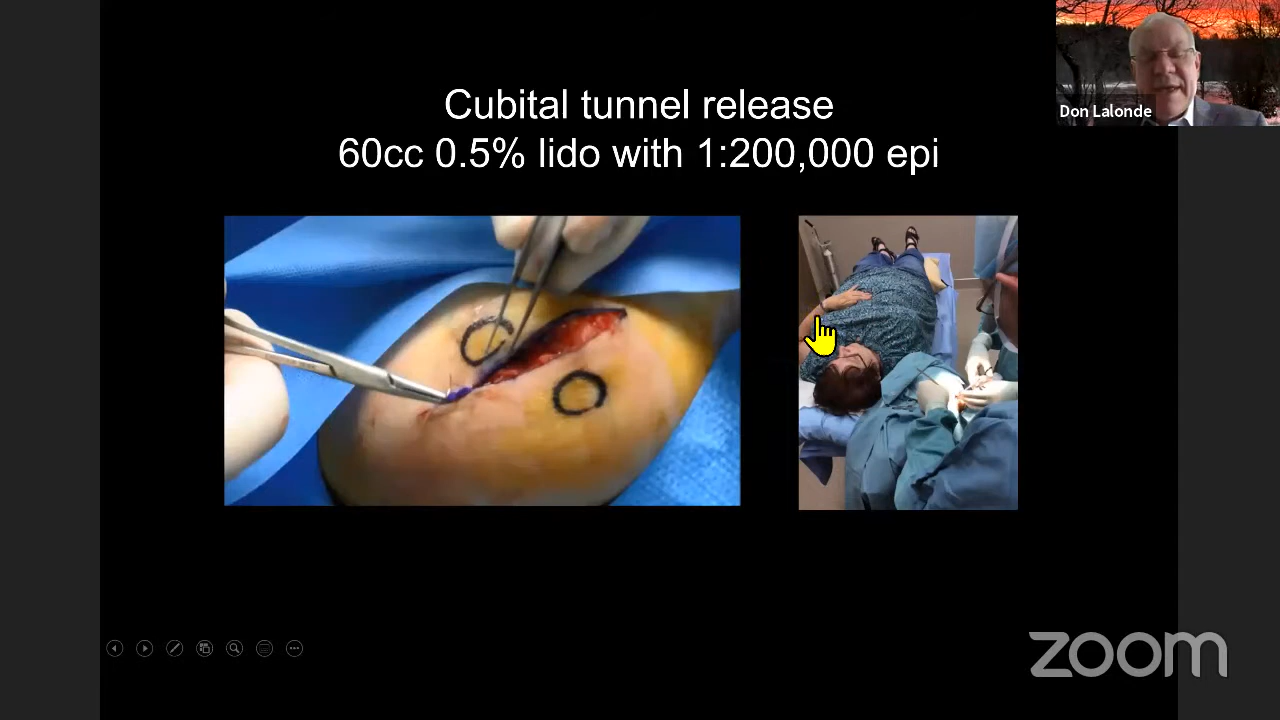 Cubital tunnel release
60cc 0.5% lido with 1:200,000 epi
Don Lalonde
zoom